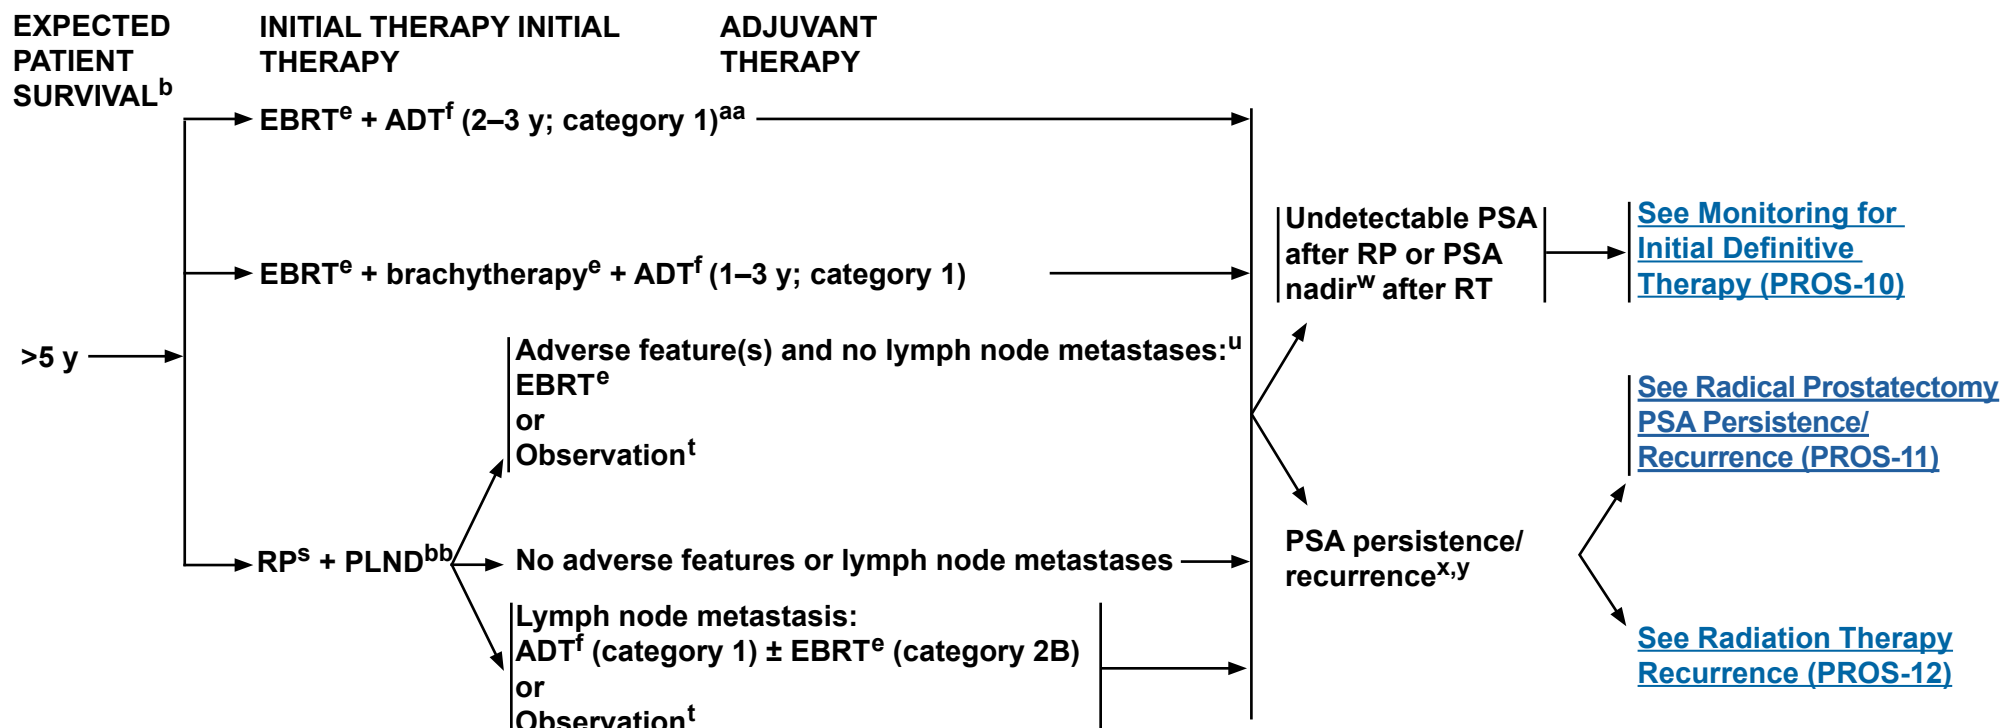 EXPECTED
PATIENT
SURVIVALb
INITIAL THERAPY INITIAL
THERAPY
ADJUVANT
THERAPY
EBRTe + ADTf (2–3 y; category 1)aa
EBRTe + brachytherapye + ADTf (1–3 y; category 1)
>5 y
Adverse feature(s) and no lymph node metastases:u
EBRTe
or
Observationt
RPs + PLNDbb
No adverse features or lymph node metastases
Lymph node metastasis:
ADTf (category 1) ± EBRTe (category 2B)
or
Observationt
Undetectable PSA
after RP or PSA
nadirw after RT
PSA persistence/
recurrencex,y
See Monitoring for
Initial Definitive
Therapy (PROS-10)
See Radical Prostatectomy
PSA Persistence/
Recurrence (PROS-11)
See Radiation Therapy
Recurrence (PROS-12)